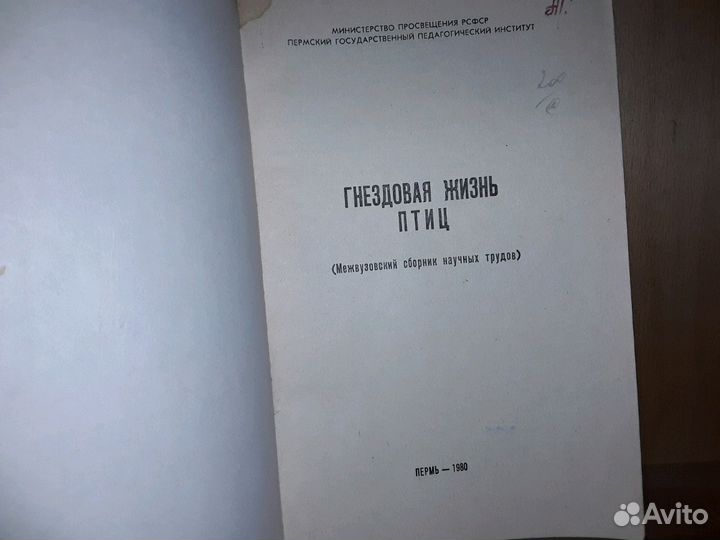 МИНИСТЕРСТВО ПРОСВЕЩЕНИЯ РСФСР
ПЕРМСКИЙ ГОСУДАРСТВЕННЫЙ ПЕДАГОГИЧЕСКИЙ ИНСТИТУТ
ГНЕЗДОВАЯ ЖИЗНЬ
ПТИЦ
(Межвузовский сборник научных трудов)
ПЕРМЬ — 1980
Avito